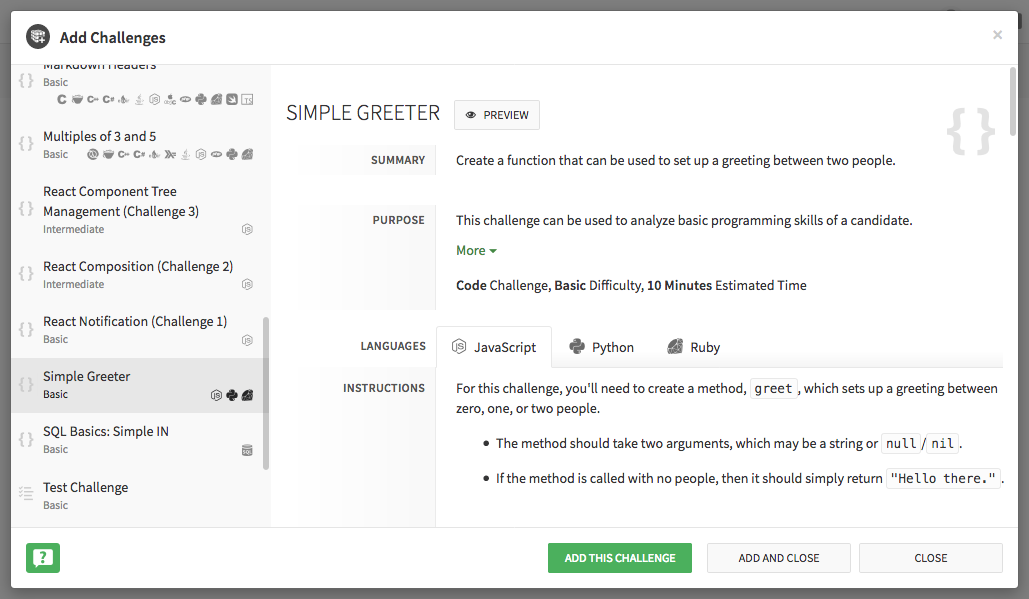 Add Challenges
×
Markdown Headers
Basic
Multiples of 3 and 5
Basic
React Component Tree
Management (Challenge 3)
Intermediate
React Composition (Challenge 2)
Intermediate
React Notification (Challenge 1)
Basic
Simple Greeter
Basic
SQL Basics: Simple IN
Basic
Test Challenge
Basic
SIMPLE GREETER
PREVIEW
SUMMARY
Create a function that can be used to set up a greeting between two people.
PURPOSE
This challenge can be used to analyze basic programming skills of a candidate.
More
Code Challenge, Basic Difficulty, 10 Minutes Estimated Time
LANGUAGES
JavaScript
Python
Ruby
INSTRUCTIONS
For this challenge, you'll need to create a method, greet, which sets up a greeting between
zero, one, or two people.
• The method should take two arguments, which may be a string or null/nil.
• If the method is called with no people, then it should simply return "Hello there.".
?
ADD THIS CHALLENGE
ADD AND CLOSE
CLOSE